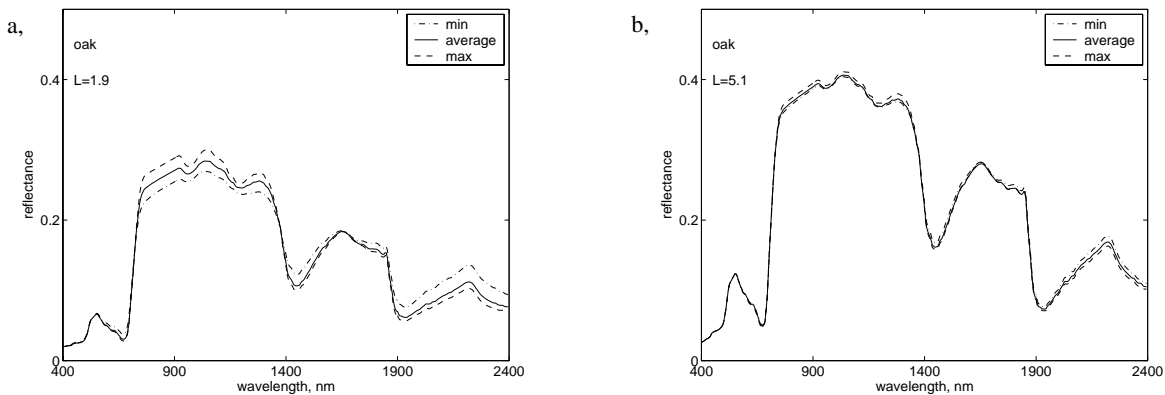 a,
oak
L=1.9
min
average
max
reflectance
0.4
0.2
0
400
900
1400
1900
2400
wavelength, nm
b,
oak
L=5.1
min
average
max
reflectance
0.4
0.2
0
400
900
1400
1900
2400
wavelength, nm